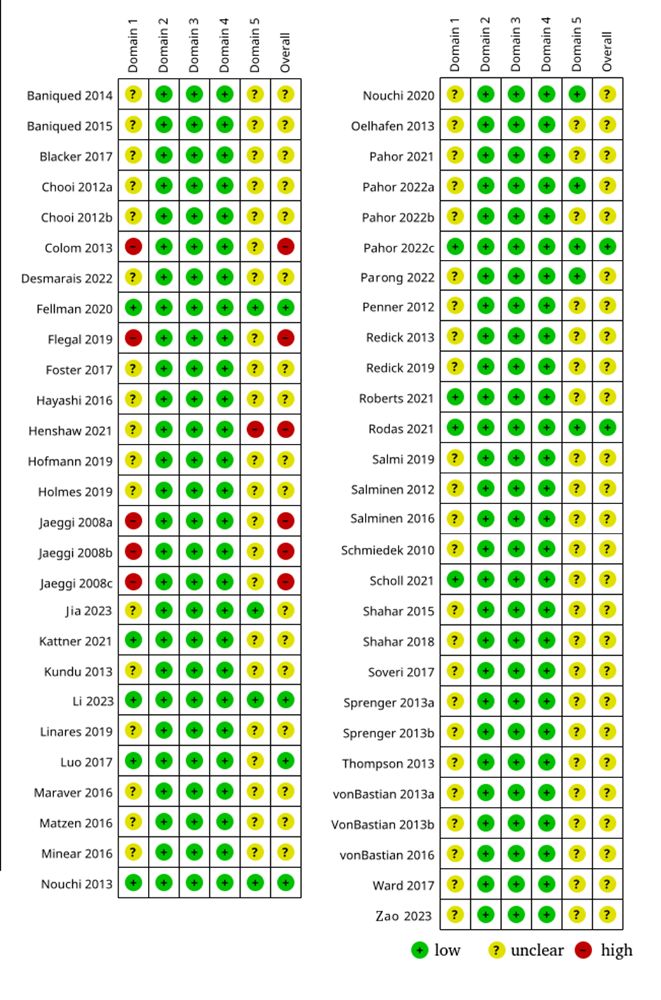 Domain 1 Domain 2 Domain 3 Domain 4 Domain 5 Overall
Baniqued 2014 ? + + + ? ?
Baniqued 2015 ? + + + ? ?
Blacker 2017 ? + + + ? ?
Chooi 2012a ? + + + ? ?
Chooi 2012b ? + + + ? ?
Colom 2013 - + + + ? -
Desmarais 2022 ? + + + ? ?
Fellman 2020 + + + + + +
Flegal 2019 - + + + ? -
Foster 2017 ? + + + ? ?
Hayashi 2016 ? + + + ? ?
Henshaw 2021 ? + + + - -
Hofmann 2019 ? + + + ? ?
Holmes 2019 ? + + + ? ?
Jaeggi 2008a - + + + ? -
Jaeggi 2008b - + + + ? -
Jaeggi 2008c - + + + ? -
Jia 2023 ? + + + + ?
Kattner 2021 + + + + ? ?
Kundu 2013 ? + + + ? ?
Li 2023 + + + + + +
Linares 2019 ? + + + ? ?
Luo 2017 + + + + ? +
Maraver 2016 ? + + + ? ?
Matzen 2016 ? + + + ? ?
Minear 2016 ? + + + ? ?
Nouchi 2013 + + + + + +
Domain 1 Domain 2 Domain 3 Domain 4 Domain 5 Overall
Nouchi 2020 ? + + + + ?
Oelhafen 2013 ? + + + ? ?
Pahor 2021 ? + + + ? ?
Pahor 2022a ? + + + + ?
Pahor 2022b ? + + + ? ?
Pahor 2022c + + + + + +
Parong 2022 ? + + + + ?
Penner 2012 ? + + + ? ?
Redick 2013 ? + + + ? ?
Redick 2019 ? + + + ? ?
Roberts 2021 + + + + ? ?
Rodas 2021 + + + + + +
Salmi 2019 ? + + + ? ?
Salminen 2012 ? + + + ? ?
Salminen 2016 ? + + + ? ?
Schmiedek 2010 ? + + + ? ?
Scholl 2021 + + + + ? ?
Shahar 2015 ? + + + ? ?
Shahar 2018 ? + + + ? ?
Soveri 2017 ? + + + ? ?
Sprenger 2013a ? + + + ? ?
Sprenger 2013b ? + + + ? ?
Thompson 2013 ? + + + ? ?
vonBastian 2013a ? + + + ? ?
VonBastian 2013b ? + + + ? ?
vonBastian 2016 ? + + + ? ?
Ward 2017 ? + + + ? ?
Zao 2023 ? + + + ? ?
+ low ? unclear - high